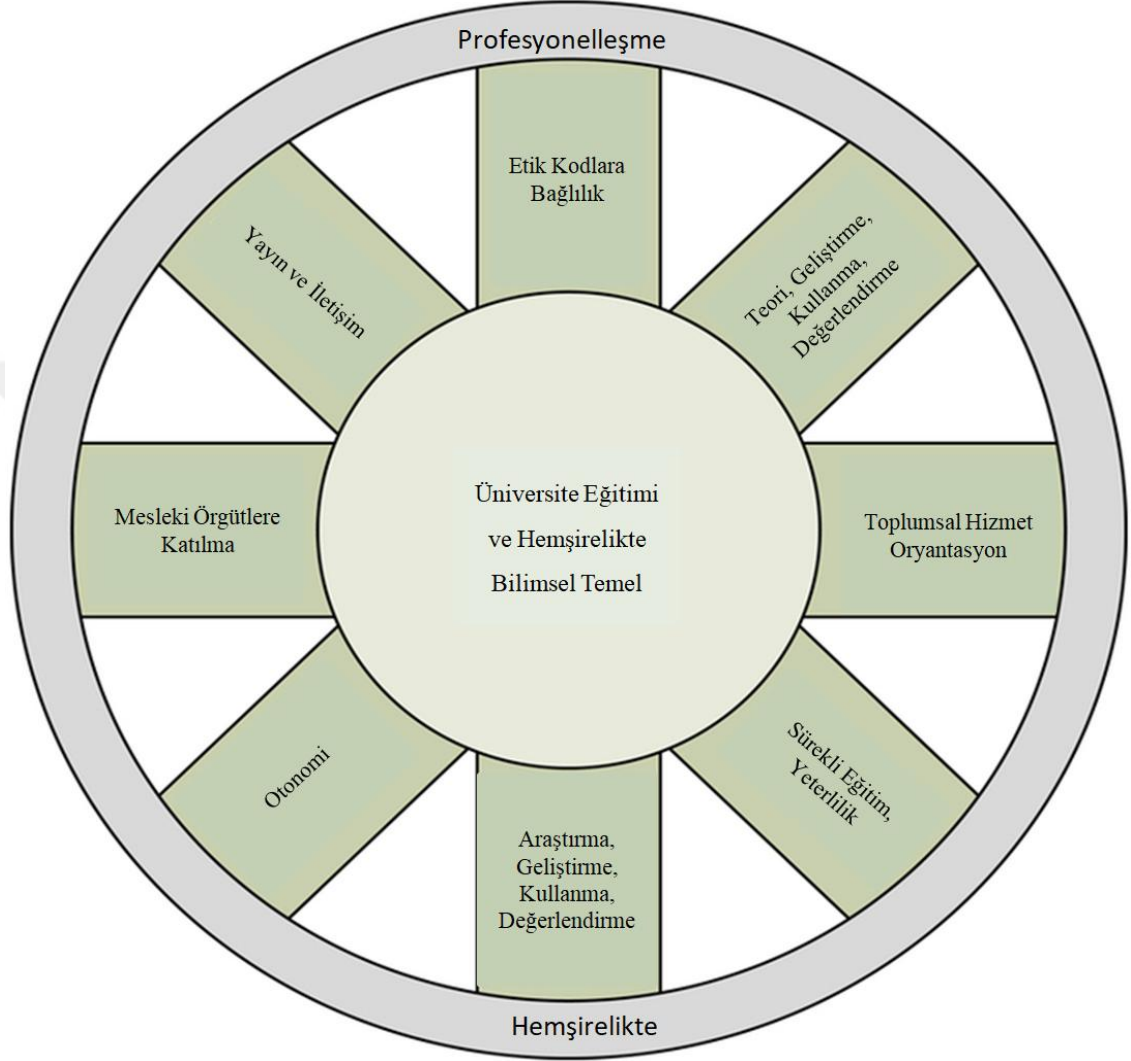 Profesyonelleşme
Etik Kodlara
Bağlılık
Teori, Geliştirme,
Kullanma,
Değerlendirme
Toplumsal Hizmet
Oryantasyon
Sürekli Eğitim,
Yeterlilik
Araştırma,
Geliştirme,
Kullanma,
Değerlendirme
Otonomi
Mesleki Örgütlere
Katılma
Yayın ve İletişim
Üniversite Eğitimi
ve Hemşirelikte
Bilimsel Temel
Hemşirelikte